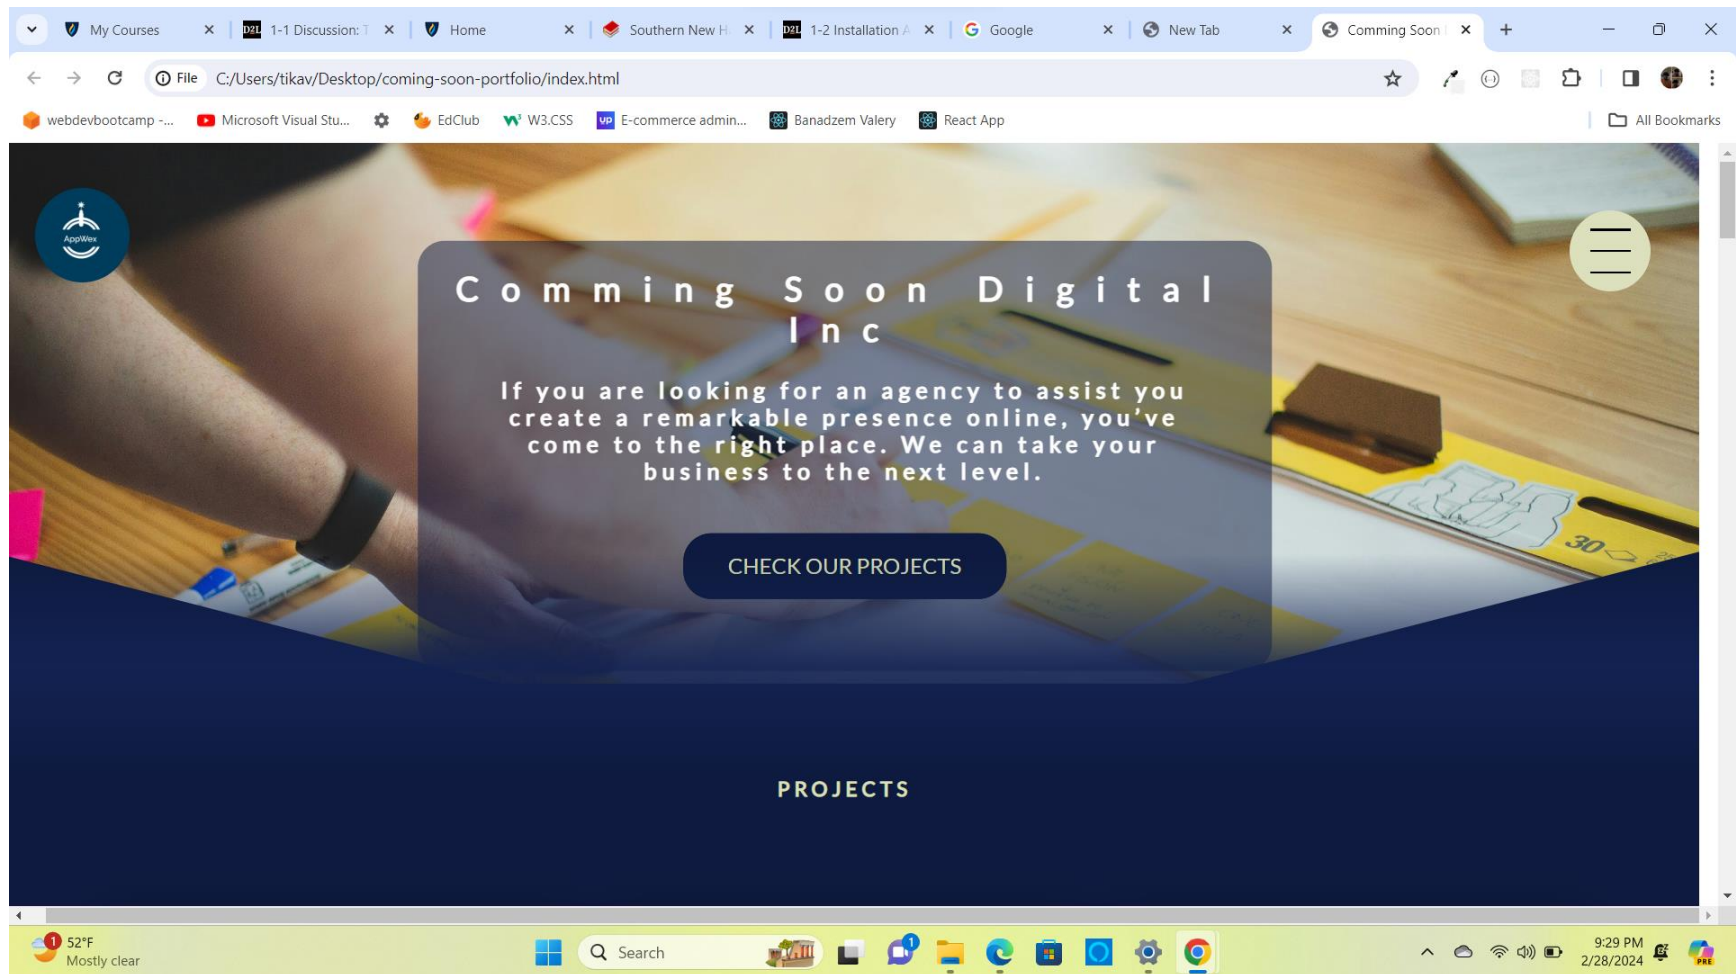 My Courses
1-1 Discussion: T
Home
Southern New H
1-2 Installation A
Google
New Tab
Comming Soon
File
C:/Users/tikav/Desktop/coming-soon-portfolio/index.html
webdevbootcamp -...
Microsoft Visual Stu...
EdClub
W3.CSS
E-commerce admin...
Banadzem Valery
React App
All Bookmarks
AppWex
Comming Soon Digital
Inc
If you are looking for an agency to assist you
create a remarkable presence online, you've
come to the right place. We can take your
business to the next level.
CHECK OUR PROJECTS
30
PROJECTS
1
52°F
Mostly clear
Search
1
9:29 PM
2/28/2024
PRE